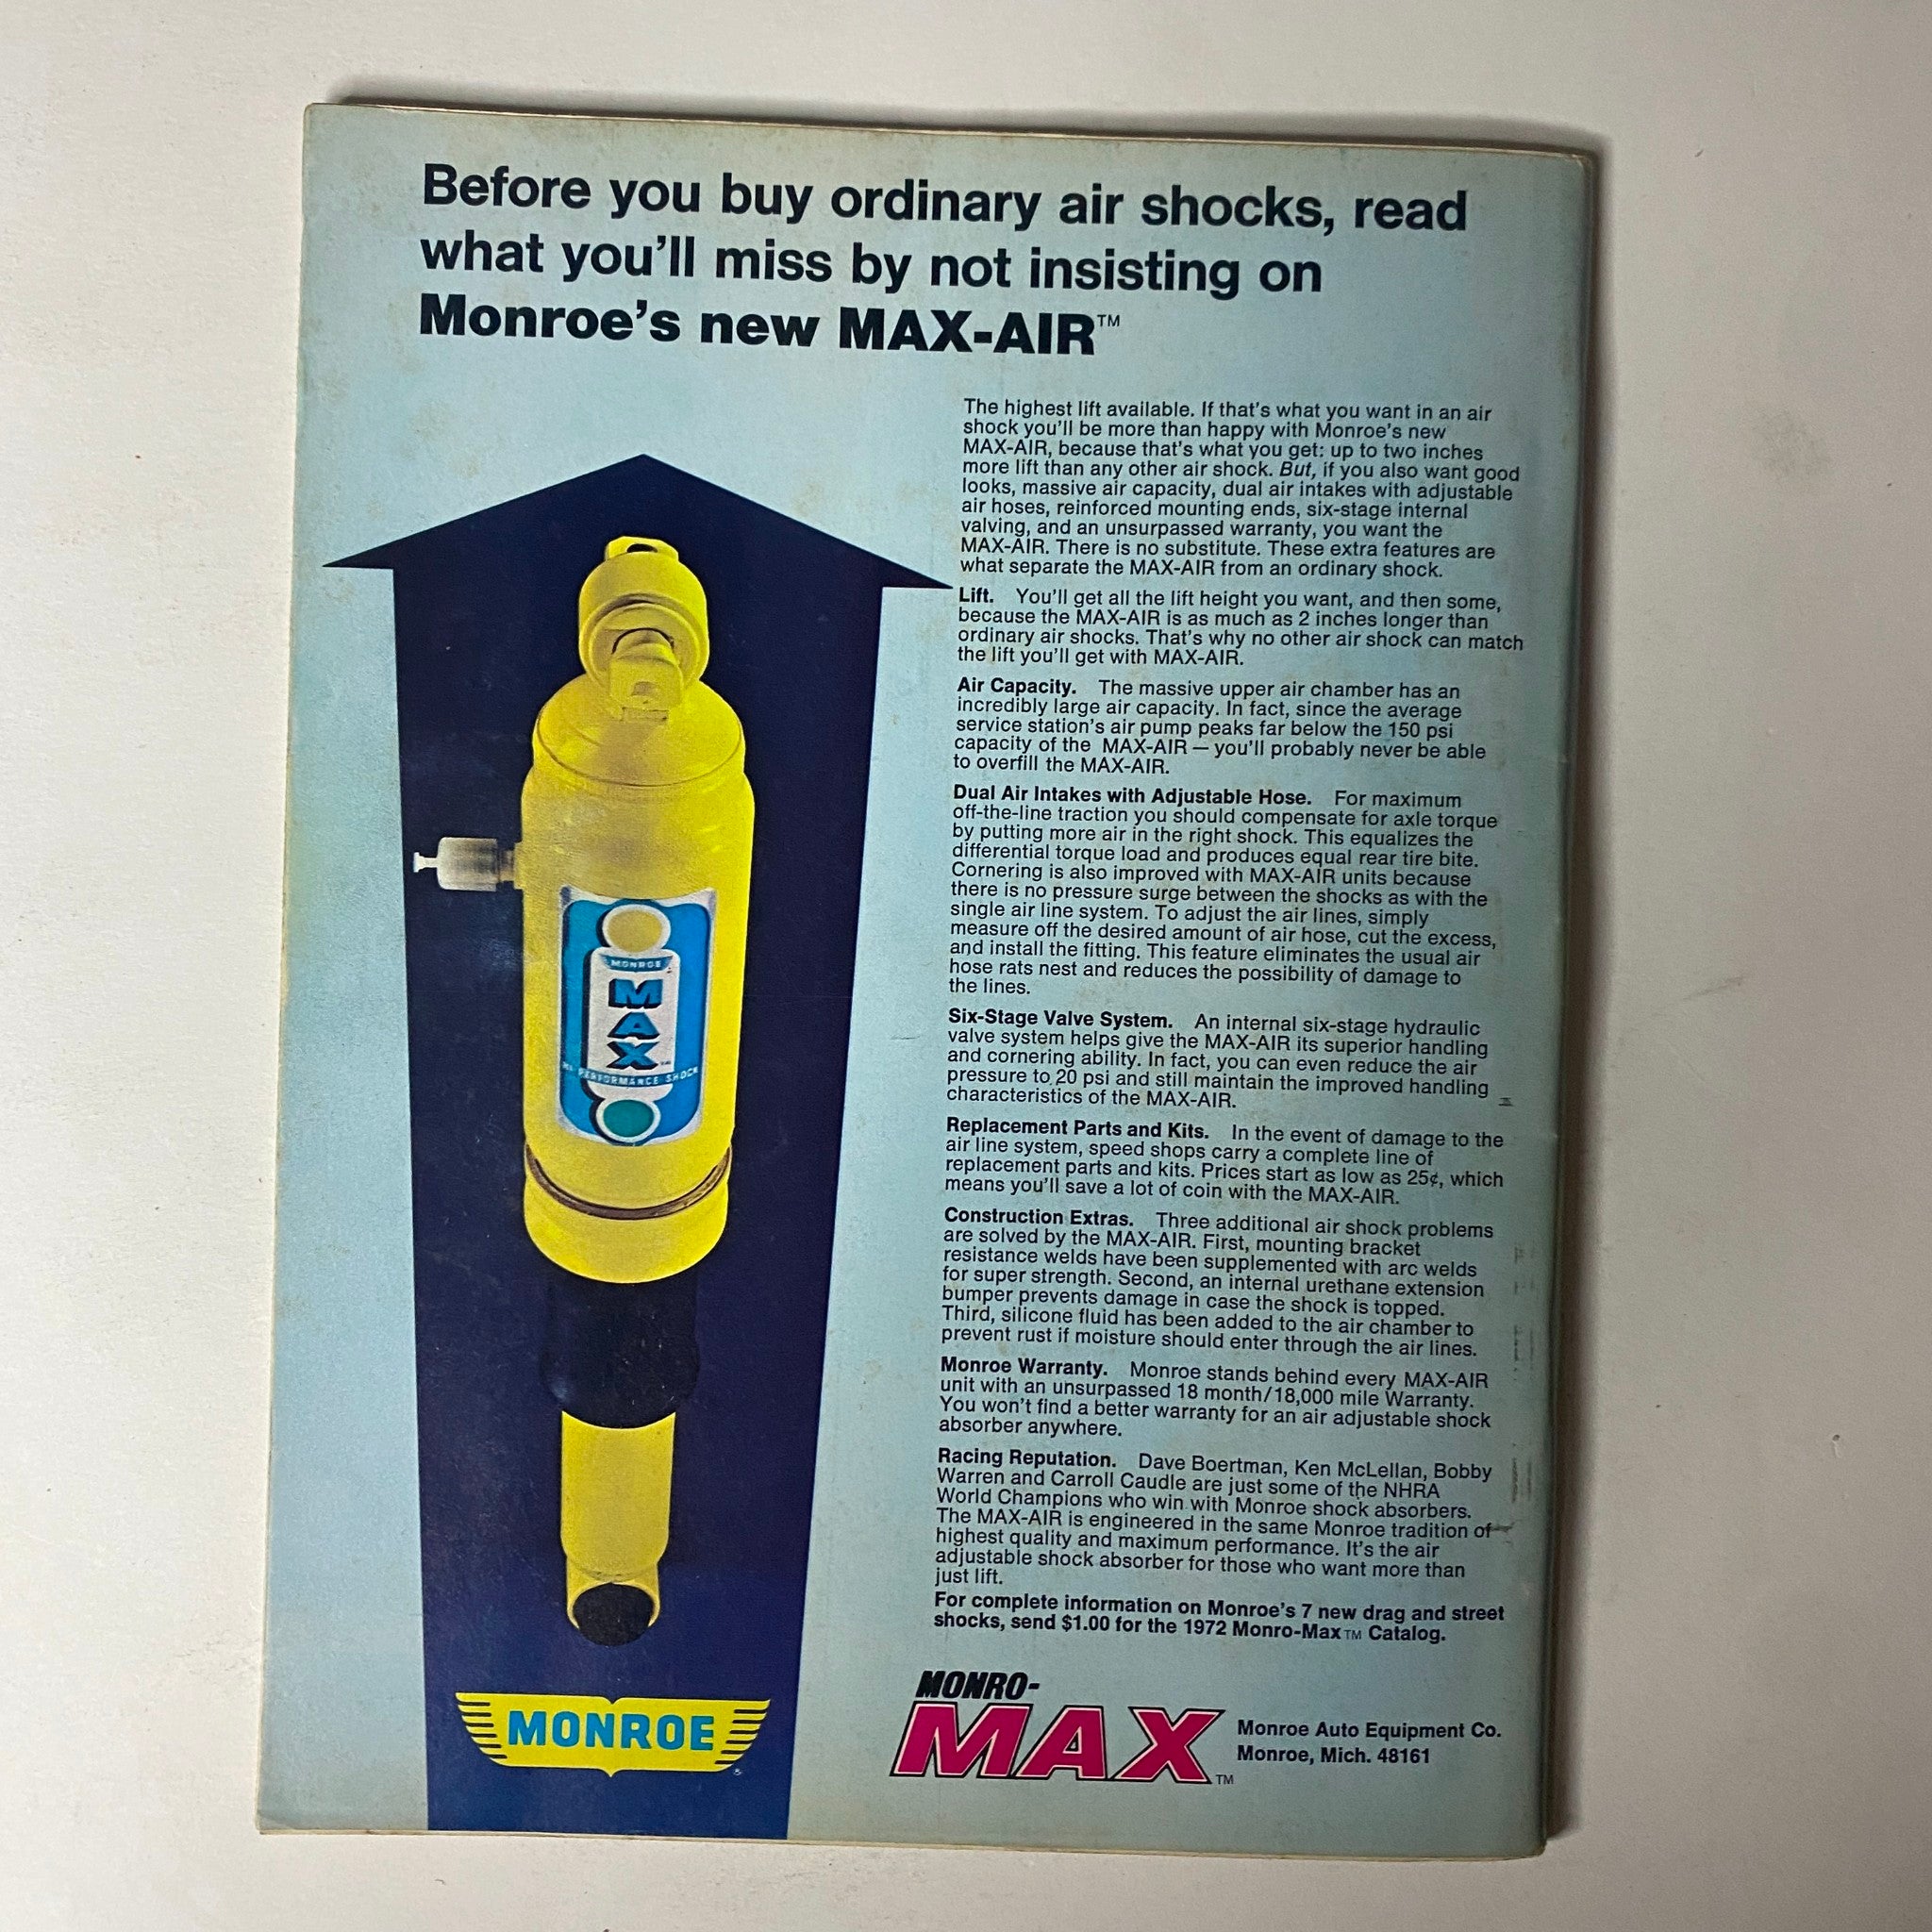 Before you buy ordinary air shocks, read
what you'll miss by not insisting on
Monroe's new MAX-AIR™
The highest lift available. If that's what you want in an air
shock you'll be more than happy with Monroe's new
MAX-AIR, because that's what you get: up to two inches
more lift than any other air shock. But, if you also want good
looks, massive air capacity, dual air intakes with adjustable
air hoses, reinforced mounting ends, six-stage internal
valving, and an unsurpassed warranty, you want the
MAX-AIR. There is no substitute. These extra features are
what separate the MAX-AIR from an ordinary shock.
Lift. You'll get all the lift height you want, and then some,
because the MAX-AIR is as much as 2 inches longer than
ordinary air shocks. That's why no other air shock can match
the lift you'll get with MAX-AIR.
Air Capacity. The massive upper air chamber has an
incredibly large air capacity. In fact, since the average
service station's air pump peaks far below the 150 psi
capacity of the MAX-AIR — you'll probably never be able
to overfill the MAX-AIR.
Dual Air Intakes with Adjustable Hose. For maximum
off-the-line traction you should compensate for axle torque
by putting more air in the right shock. This equalizes the
differential torque load and produces equal rear tire bite.
Cornering is also improved with MAX-AIR units because
there is no pressure surge between the shocks as with the
single air line system. To adjust the air lines, simply
measure off the desired amount of air hose, cut the excess,
and install the fitting. This feature eliminates the usual air
hose rats nest and reduces the possibility of damage to
the lines.
Six-Stage Valve System. An internal six-stage hydraulic
valve system helps give the MAX-AIR its superior handling
and cornering ability. In fact, you can even reduce the air
pressure to 20 psi and still maintain the improved handling
characteristics of the MAX-AIR.
Replacement Parts and Kits. In the event of damage to the
air line system, speed shops carry a complete line of
replacement parts and kits. Prices start as low as 25¢, which
means you'll save a lot of coin with the MAX-AIR.
Construction Extras. Three additional air shock problems
are solved by the MAX-AIR. First, mounting bracket
resistance welds have been supplemented with arc welds
for super strength. Second, an internal urethane extension
bumper prevents damage in case the shock is topped.
Third, silicone fluid has been added to the air chamber to
prevent rust if moisture should enter through the air lines.
Monroe Warranty. Monroe stands behind every MAX-AIR
unit with an unsurpassed 18 month/18,000 mile Warranty.
You won't find a better warranty for an air adjustable shock
absorber anywhere.
Racing Reputation. Dave Boertman, Ken McLellan, Bobby
Warren and Carroll Caudle are just some of the NHRA
World Champions who win with Monroe shock absorbers.
The MAX-AIR is engineered in the same Monroe tradition of
highest quality and maximum performance. It's the air
adjustable shock absorber for those who want more than
just lift.
For complete information on Monroe's 7 new drag and street
shocks, send $1.00 for the 1972 Monro-Max™ Catalog.
MONROE
MAX™
HI PERFORMANCE SHOCK
MONROE®
MONRO-
MAX™
Monroe Auto Equipment Co.
Monroe, Mich. 48161